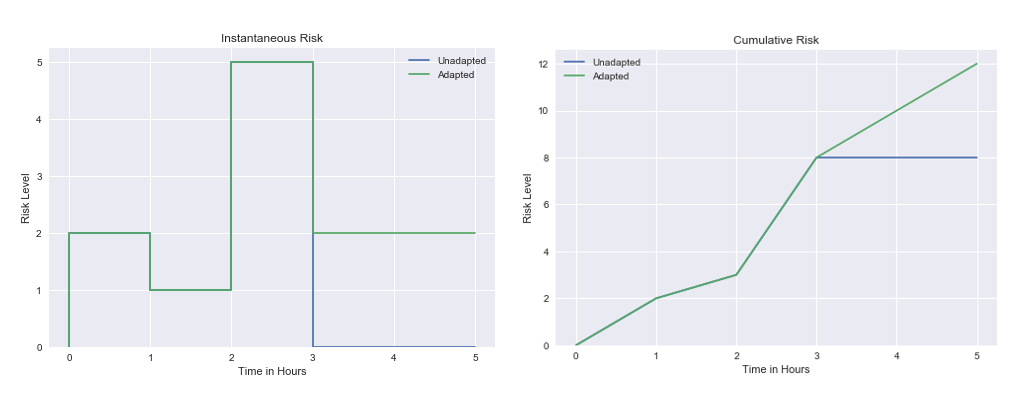 Instantaneous Risk
Unadapted
Adapted
5
4
3
2
1
0
Risk Level
0 1 2 3 4 5
Time in Hours
Cumulative Risk
Unadapted
Adapted
12
10
8
6
4
2
0
Risk Level
0 1 2 3 4 5
Time in Hours